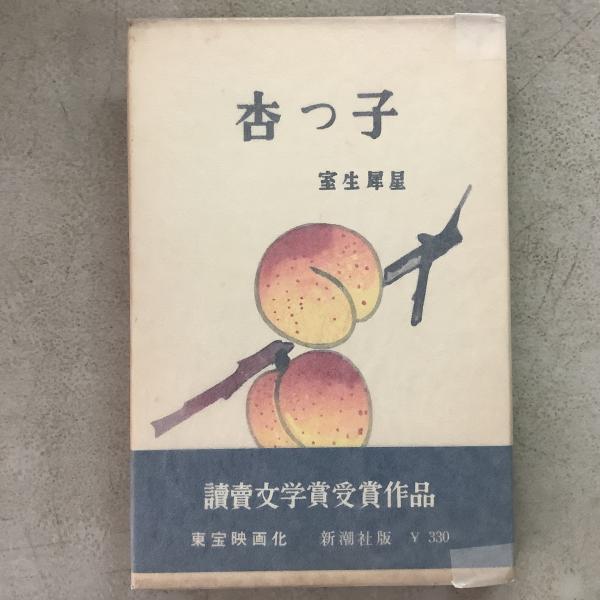 杏っ子
室生犀星
讀賣文学賞受賞作品
東宝映画化 新潮社版 ¥ 330